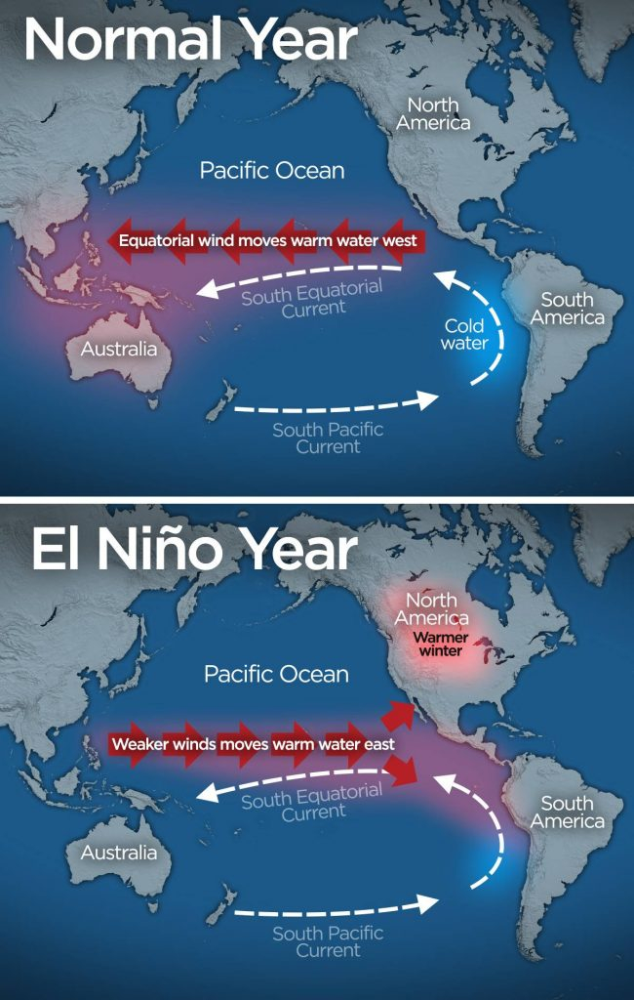 Normal Year
North
America
Pacific Ocean
Equatorial wind moves warm water west
South Equatorial
Current
South
America
Cold
water
Australia
South Pacific
Current
El Niño Year
North
America
Warmer
winter
Pacific Ocean
Weaker winds moves warm water east
South Equatorial
Current
South
America
Australia
South Pacific
Current